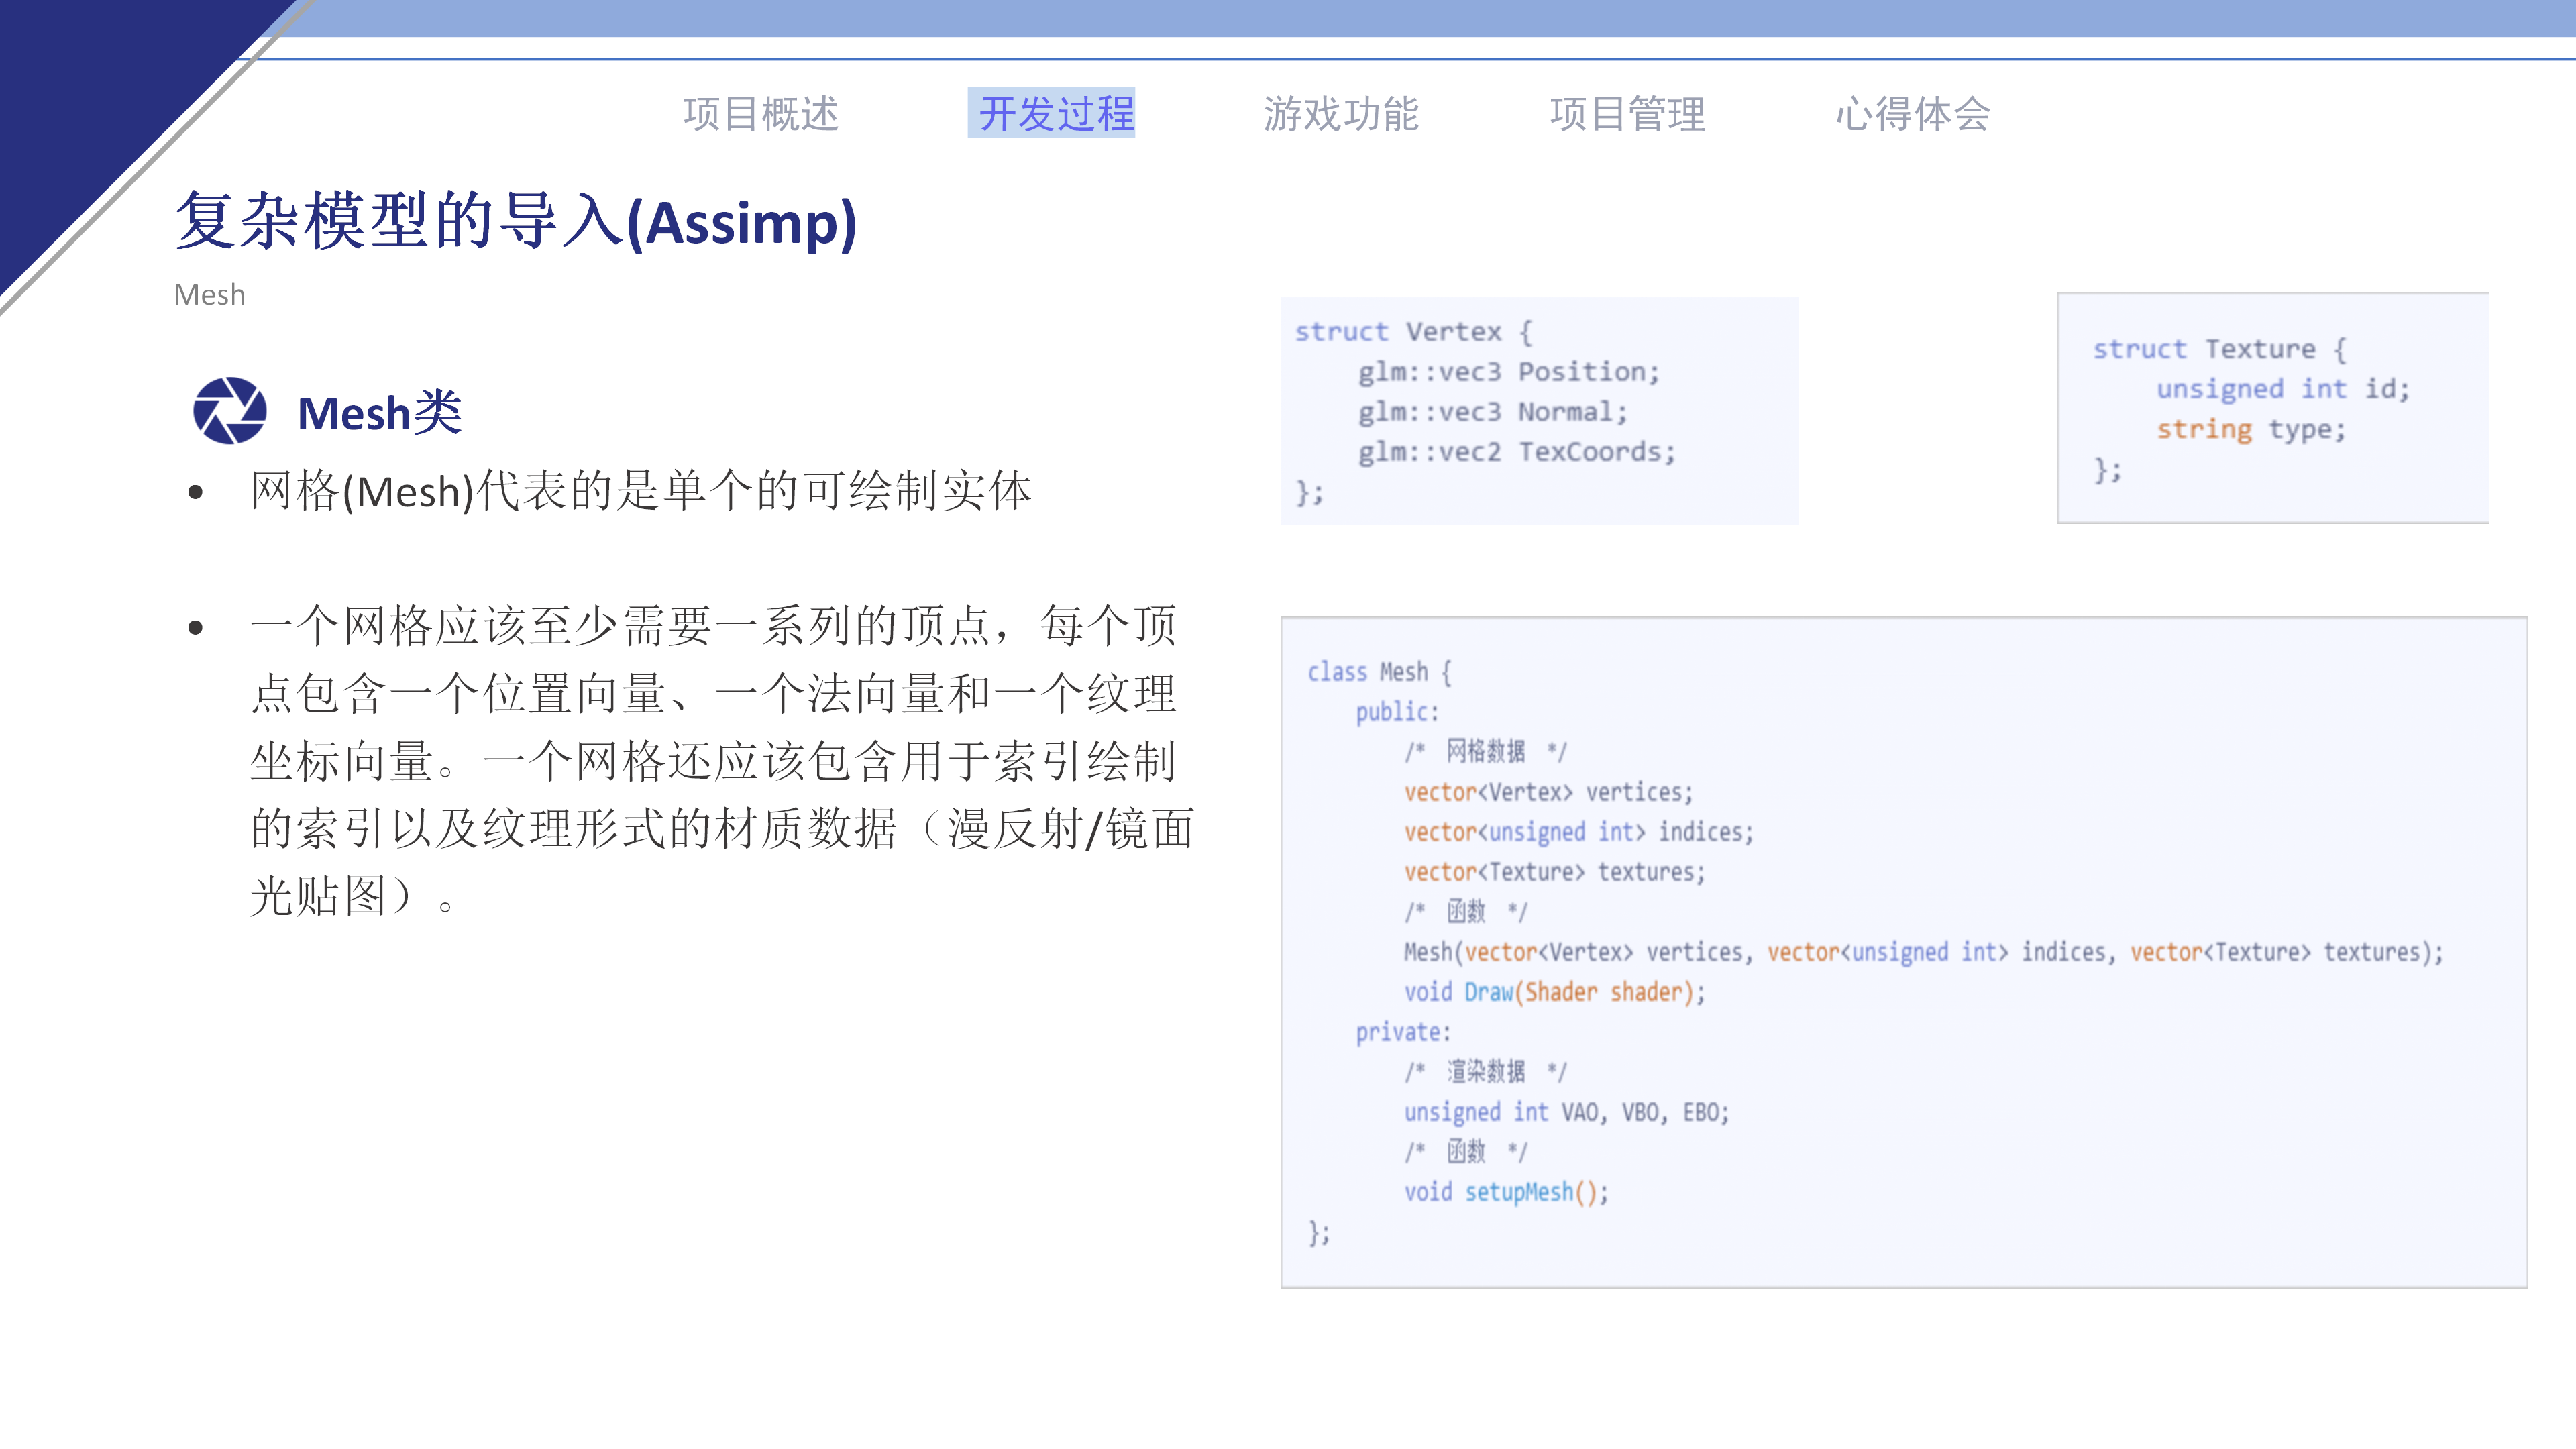 项目概述 开发过程 游戏功能 项目管理 心得体会
复杂模型的导入(Assimp)
Mesh
Mesh类
• 网格(Mesh)代表的是单个的可绘制实体
• 一个网格应该至少需要一系列的顶点，每个顶
点包含一个位置向量、一个法向量和一个纹理
坐标向量。一个网格还应该包含用于索引绘制
的索引以及纹理形式的材质数据（漫反射/镜面
光贴图）。
struct Vertex {
    glm::vec3 Position;
    glm::vec3 Normal;
    glm::vec2 TexCoords;
};
struct Texture {
    unsigned int id;
    string type;
};
class Mesh {
    public:
        /*  网格数据  */
        vector<Vertex> vertices;
        vector<unsigned int> indices;
        vector<Texture> textures;
        /*  函数  */
        Mesh(vector<Vertex> vertices, vector<unsigned int> indices, vector<Texture> textures);
        void Draw(Shader shader);
    private:
        /*  渲染数据  */
        unsigned int VAO, VBO, EBO;
        /*  函数  */
        void setupMesh();
};